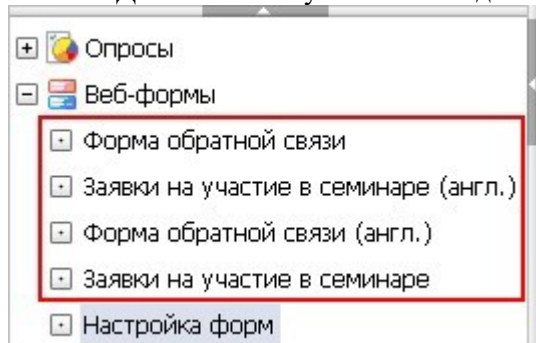 Опросы
Веб-формы
Форма обратной связи
Заявки на участие в семинаре (англ.)
Форма обратной связи (англ.)
Заявки на участие в семинаре
Настройка форм